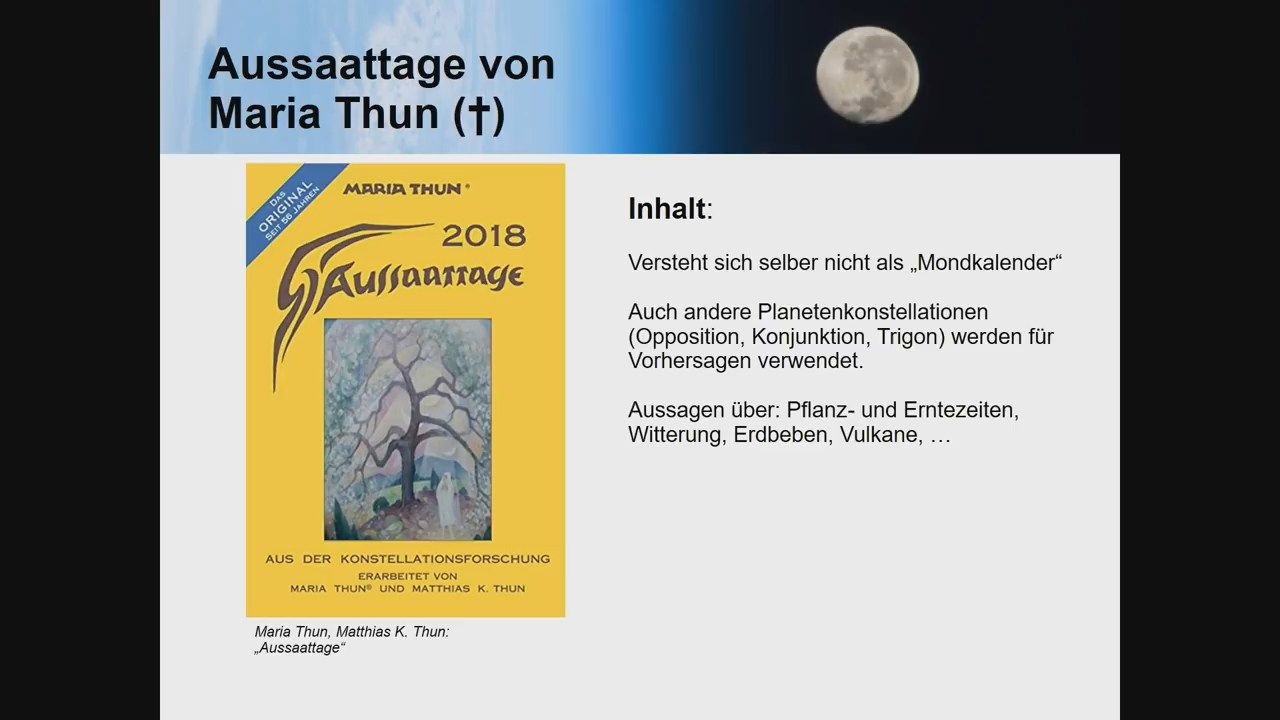 Aussaattage von
Maria Thun (†)
DAS
ORIGINAL
SEIT 56 JAHREN
MARIA THUN ®
2018
Aussaattage
AUS DER KONSTELLATIONSFORSCHUNG
ERARBEITET VON
MARIA THUN® UND MATTHIAS K. THUN
Maria Thun, Matthias K. Thun:
„Aussaattage“
Inhalt:
Versteht sich selber nicht als „Mondkalender“
Auch andere Planetenkonstellationen
(Opposition, Konjunktion, Trigon) werden für
Vorhersagen verwendet.
Aussagen über: Pflanz- und Erntezeiten,
Witterung, Erdbeben, Vulkane, …